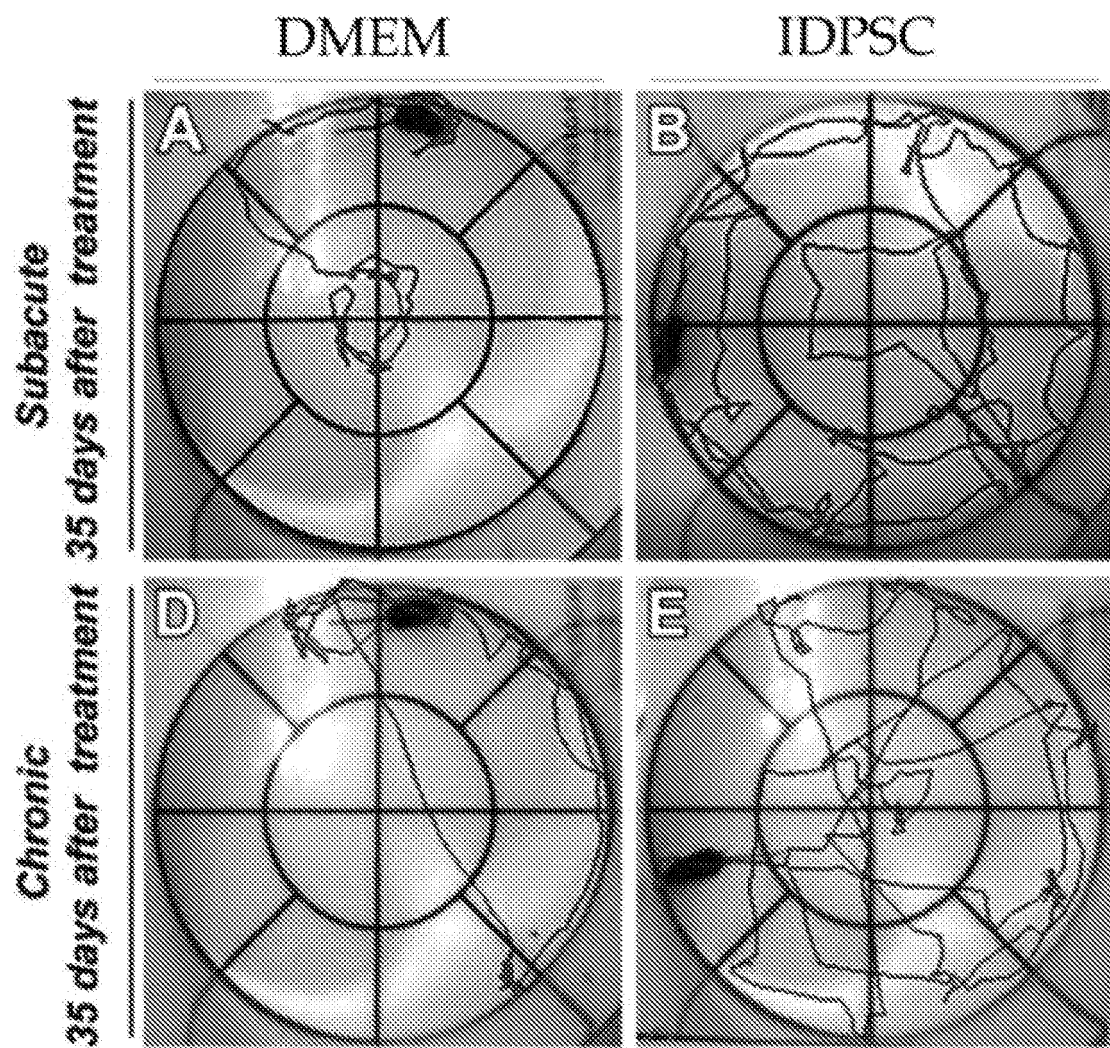 DMEM
IDPSC
Subacute
35 days after treatment
A
B
Chronic
35 days after treatment
D
E